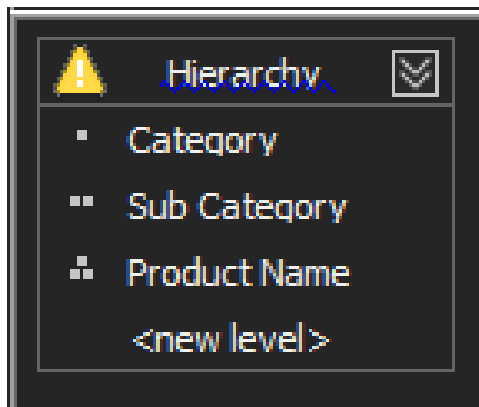 Hierarchy
Category
Sub Category
Product Name
<new level>